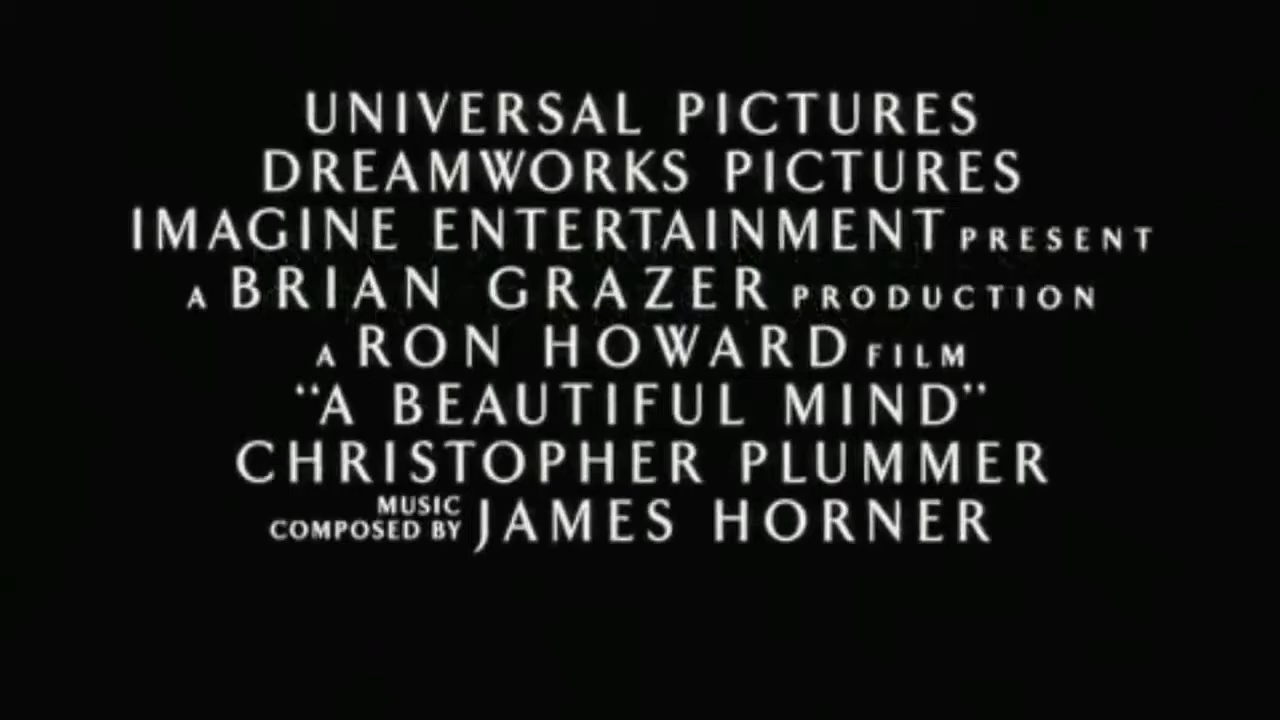 UNIVERSAL PICTURES
DREAMWORKS PICTURES
IMAGINE ENTERTAINMENT PRESENT
A BRIAN GRAZER PRODUCTION
A RON HOWARD FILM
“A BEAUTIFUL MIND”
CHRISTOPHER PLUMMER
MUSIC COMPOSED BY JAMES HORNER